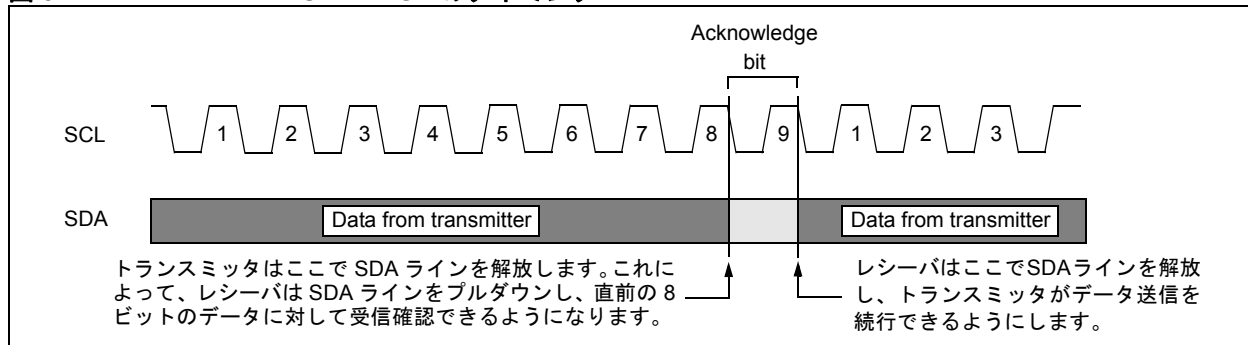 Acknowledge
bit
SCL
1 2 3 4 5 6 7 8 9 1 2 3
SDA
Data from transmitter
Data from transmitter
トランスミッタはここで SDA ラインを解放します。これに
よって、レシーバは SDA ラインをプルダウンし、直前の 8
ビットのデータに対して受信確認できるようになります。
レシーバはここでSDAラインを解放
し、トランスミッタがデータ送信を
続行できるようにします。